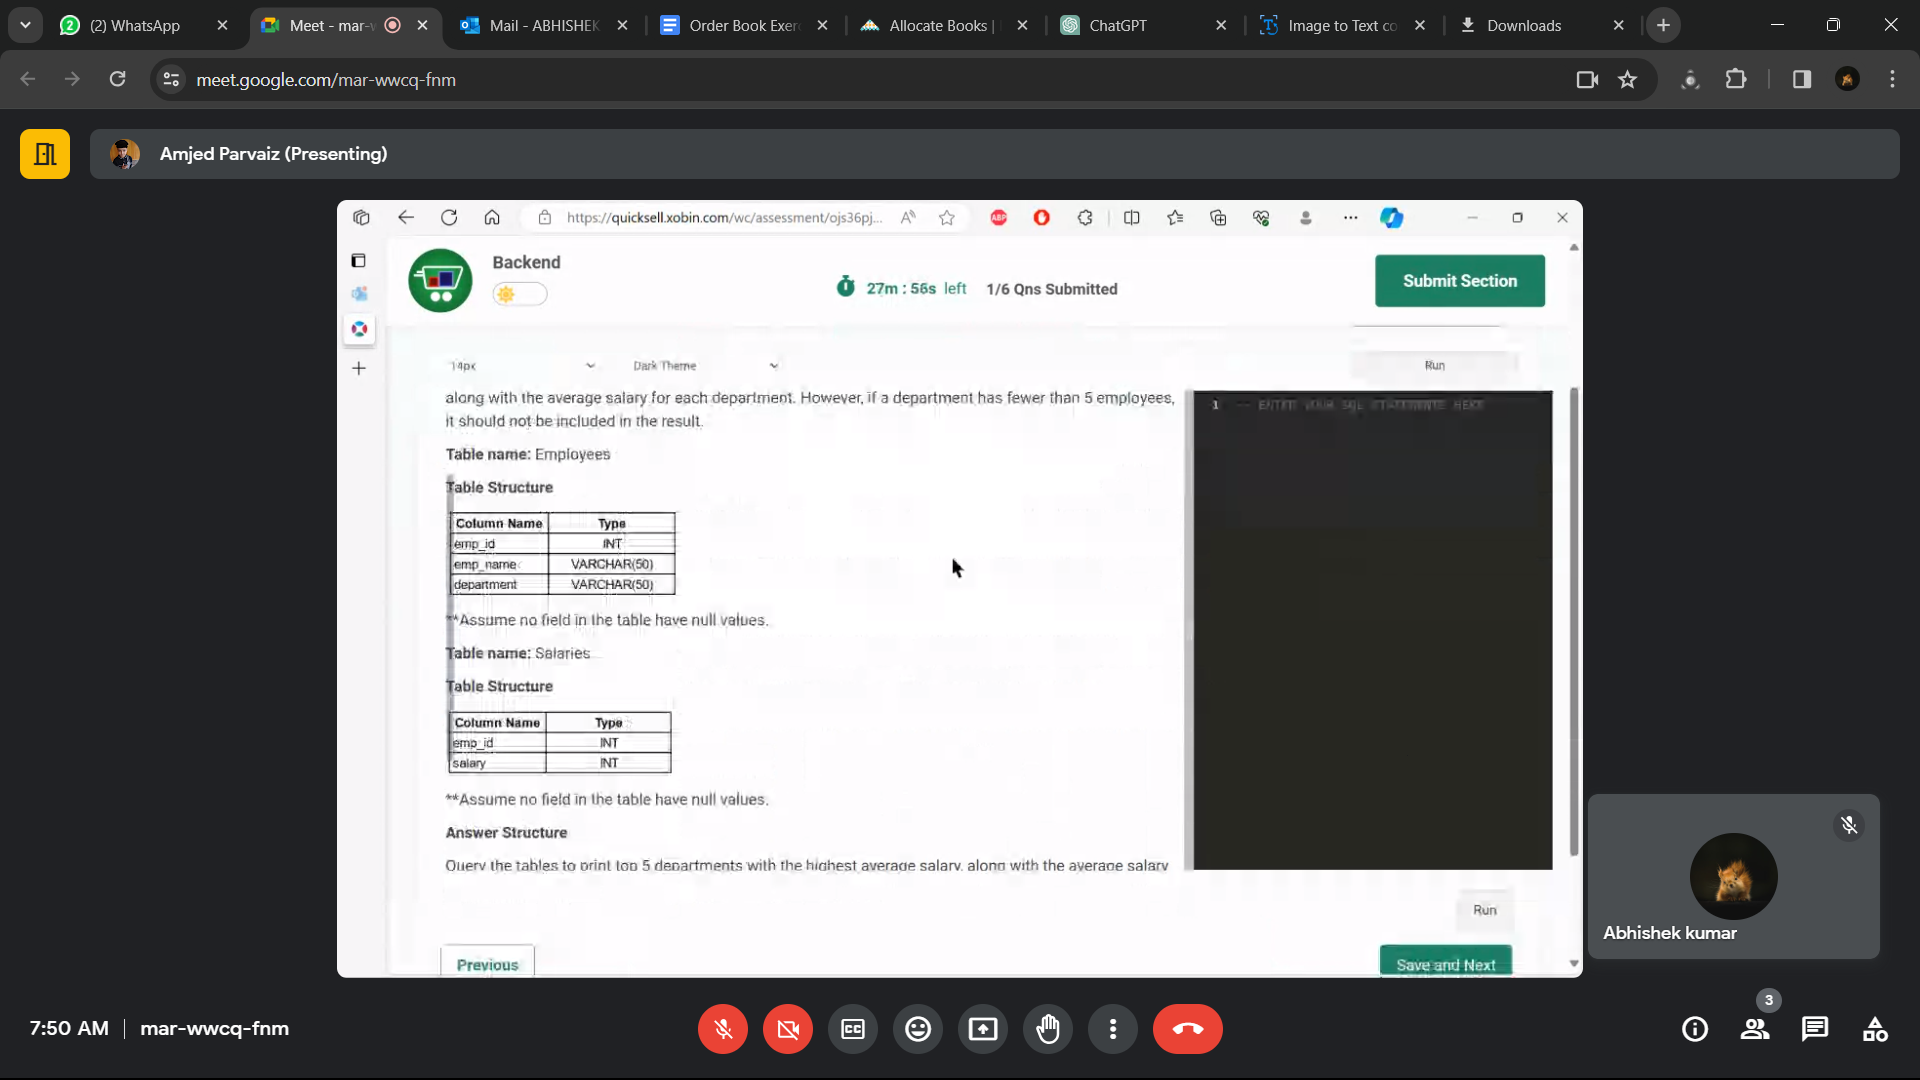 (2) WhatsApp
Meet - mar-w
Mail - ABHISHEK
Order Book Exer
Allocate Books |
ChatGPT
Image to Text co
Downloads
meet.google.com/mar-wwcq-fnm
Amjed Parvaiz (Presenting)
https://quicksell.xobin.com/wc/assessment/ojs36pj...
ABP
Backend
27m : 56s left
1/6 Qns Submitted
Submit Section
14px
Dark Theme
Run
along with the average salary for each department. However, if a department has fewer than 5 employees,
it should not be included in the result.
Table name: Employees
Table Structure
Column Name Type
emp_id INT
emp_name VARCHAR(50)
department VARCHAR(50)
**Assume no field in the table have null values.
Table name: Salaries
Table Structure
Column Name Type
emp_id INT
salary INT
**Assume no field in the table have null values.
Answer Structure
Query the tables to print top 5 departments with the highest average salary, along with the average salary
1 -- ENTER YOUR SQL STATEMENTS HERE
Run
Previous
Save and Next
Abhishek kumar
7:50 AM
mar-wwcq-fnm
3